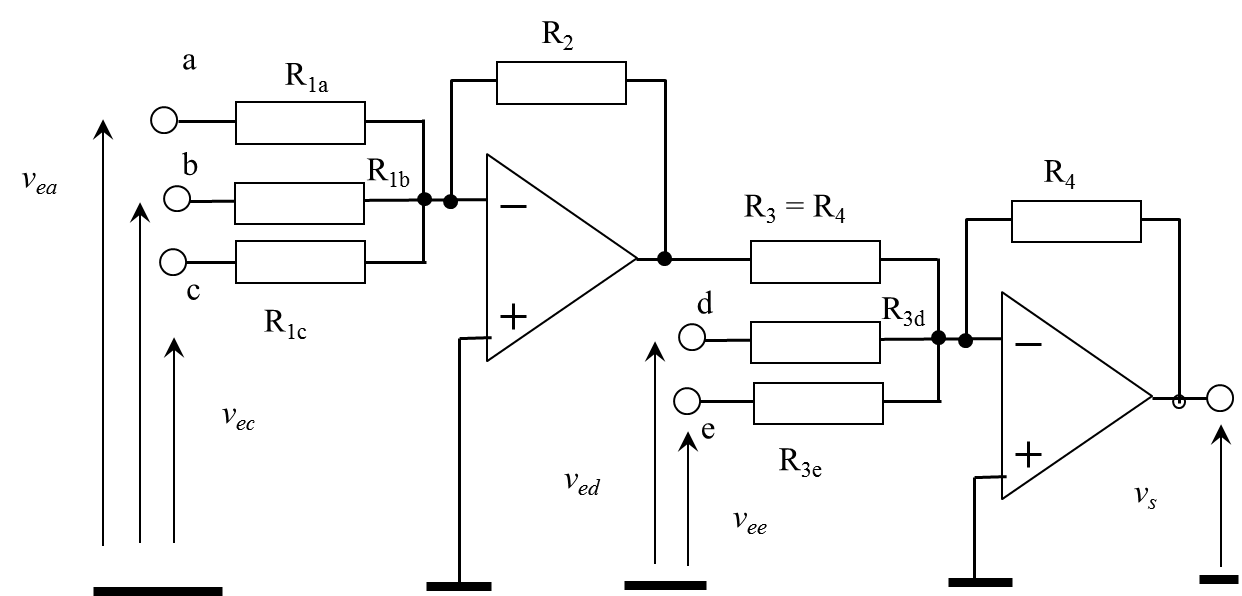 R2
a
R1a
b
R1b
vea
R4
R3 = R4
−
c
R1c
d
R3d
+
−
vec
e
R3e
+
ved
vee
vs